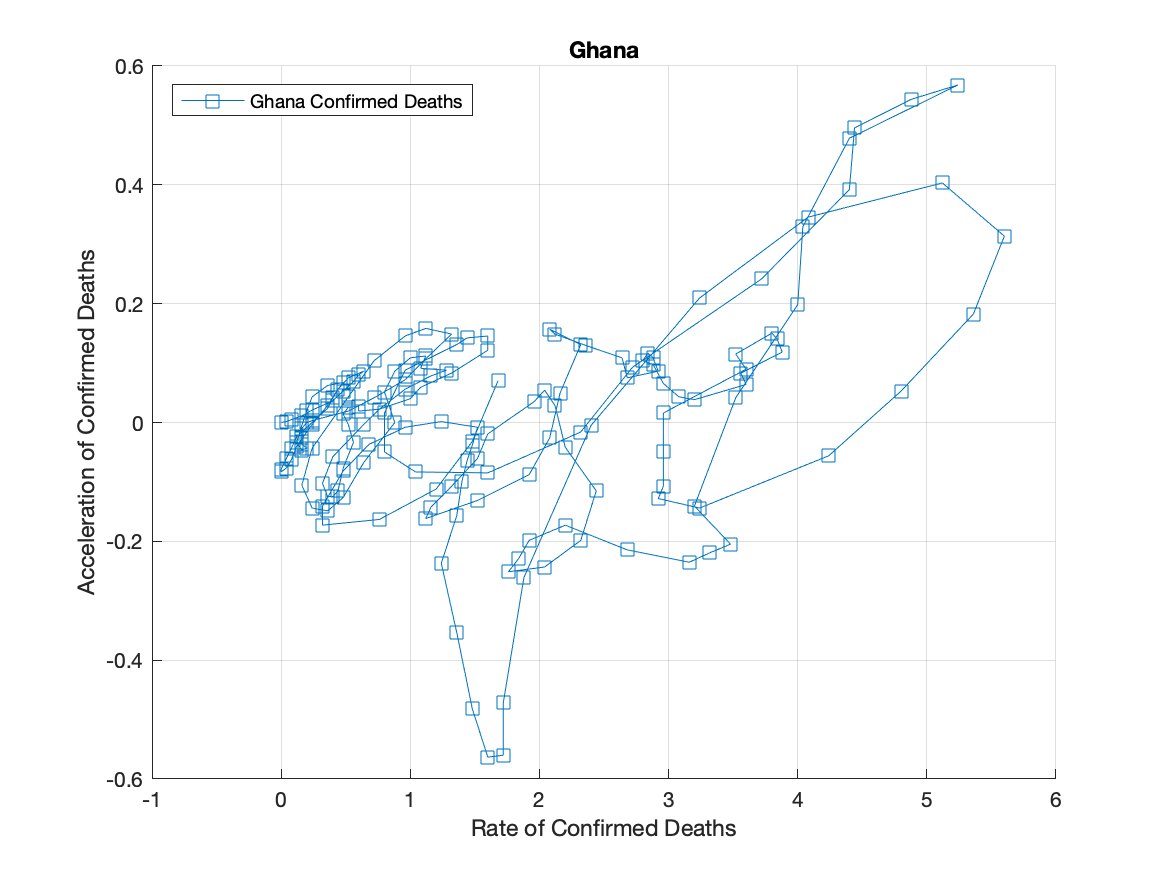 Ghana
Ghana Confirmed Deaths
0.6
0.4
0.2
0
-0.2
-0.4
-0.6
Acceleration of Confirmed Deaths
-1 0 1 2 3 4 5 6
Rate of Confirmed Deaths